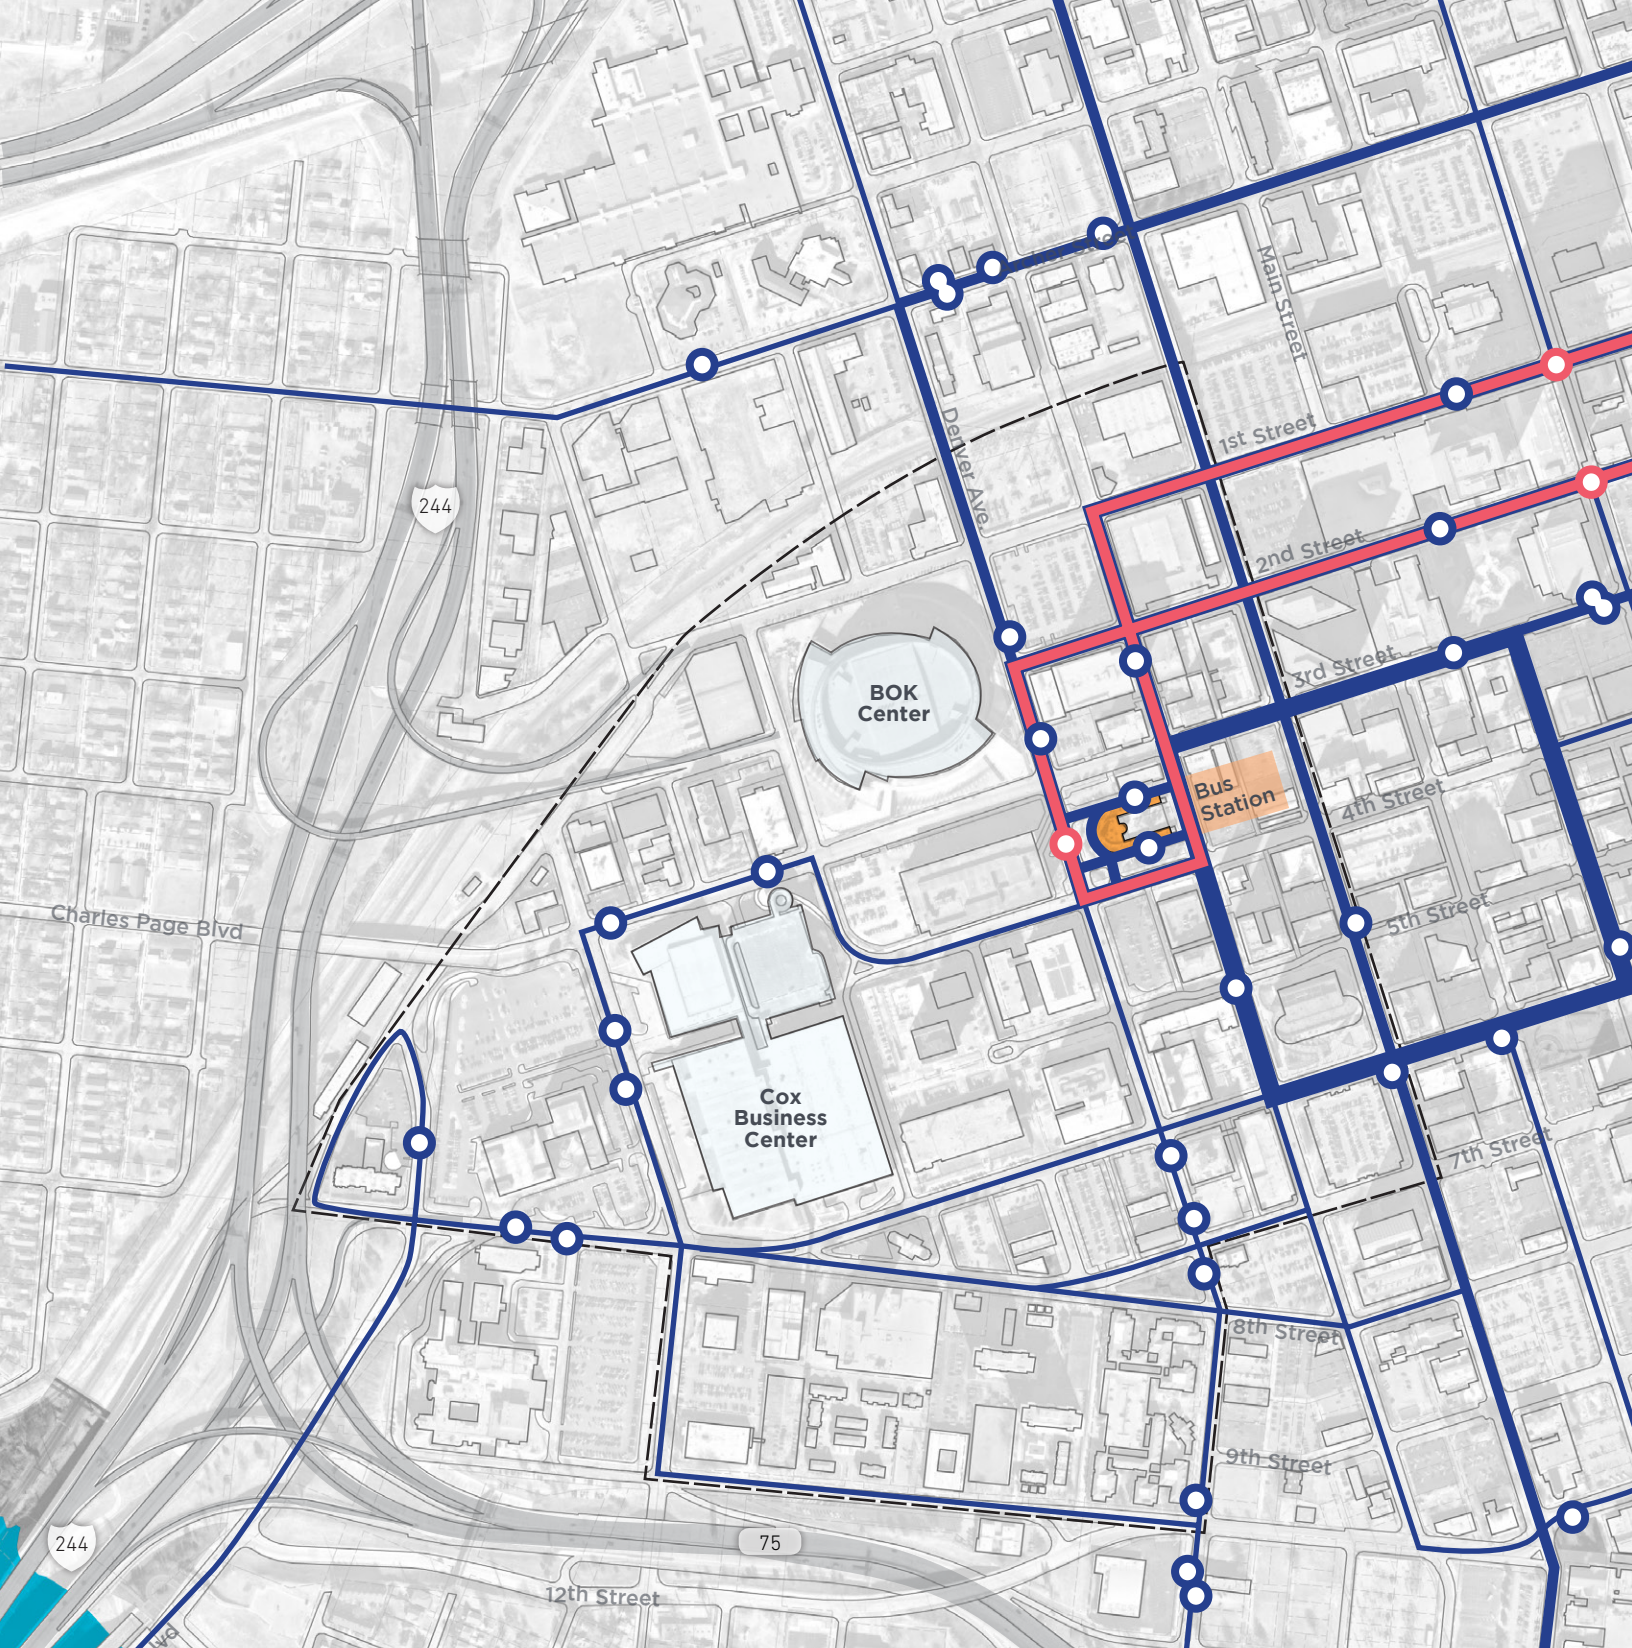 Main Street
Denver Ave.
1st Street
244
2nd Street
3rd Street
BOK
Center
Bus
Station
4th Street
Charles Page Blvd
5th Street
Cox
Business
Center
7th Street
8th Street
9th Street
244
75
12th Street